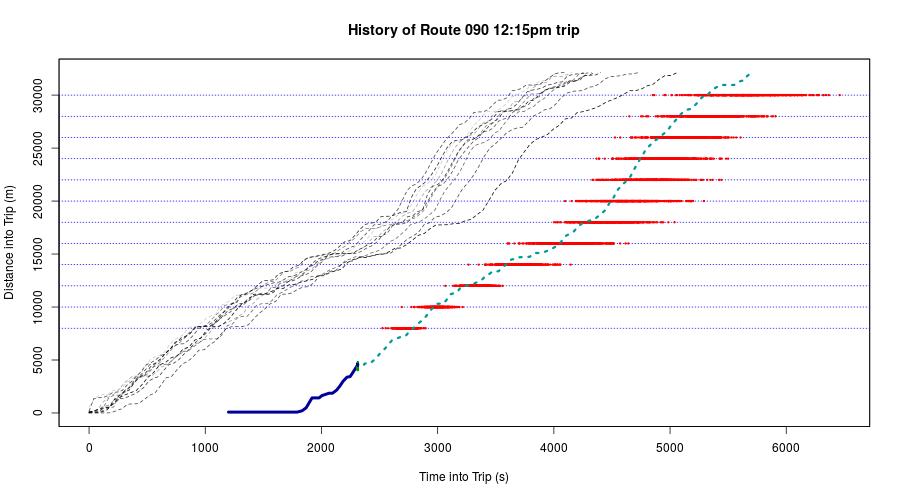 History of Route 090 12:15pm trip
Distance into Trip (m)
30000
25000
20000
15000
10000
5000
0
0 1000 2000 3000 4000 5000 6000
Time into Trip (s)